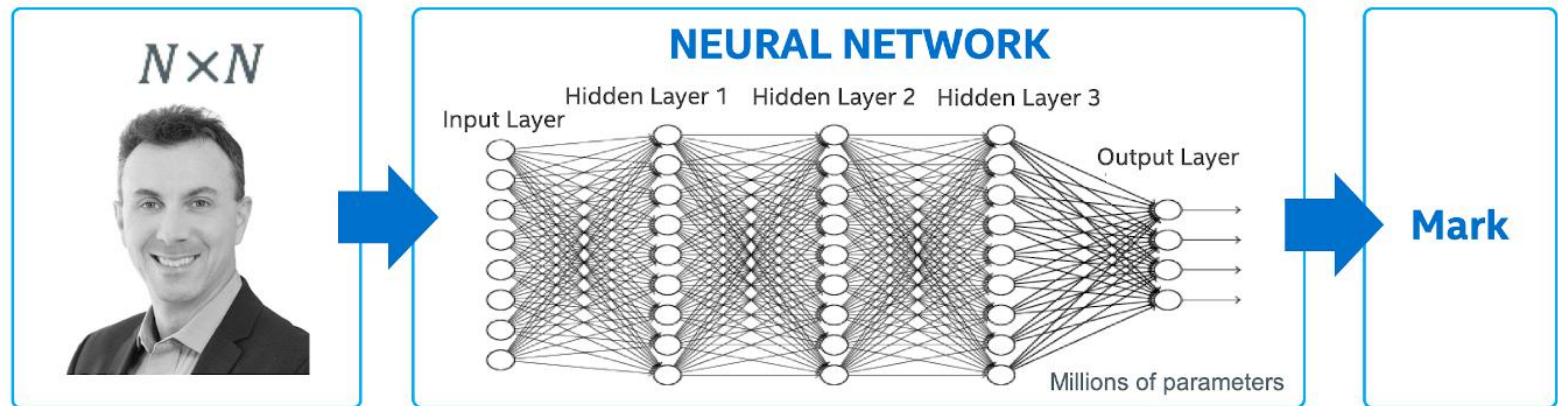 N×N
NEURAL NETWORK
Input Layer
Hidden Layer 1
Hidden Layer 2
Hidden Layer 3
Output Layer
Millions of parameters
Mark